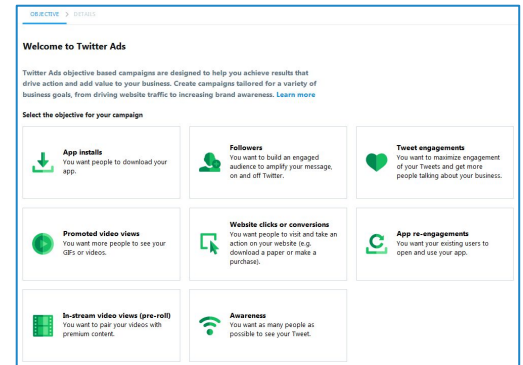 OBJECTIVE > DETAILS
Welcome to Twitter Ads
Twitter Ads objective based campaigns are designed to help you achieve results that
drive action and add value to your business. Create campaigns tailored for a variety of
business goals, from driving website traffic to increasing brand awareness. Learn more
Select the objective for your campaign
App installs
You want people to download your
app.
Followers
You want to build an engaged
audience to amplify your message,
on and off Twitter.
Tweet engagements
You want to maximize engagement
of your Tweets and get more
people talking about your business.
Promoted video views
You want more people to see your
GIFs or videos.
Website clicks or conversions
You want people to visit and take an
action on your website (e.g.
download a paper or make a
purchase).
App re-engagements
You want your existing users to
open and use your app.
In-stream video views (pre-roll)
You want to pair your videos with
premium content.
Awareness
You want as many people as
possible to see your Tweet.